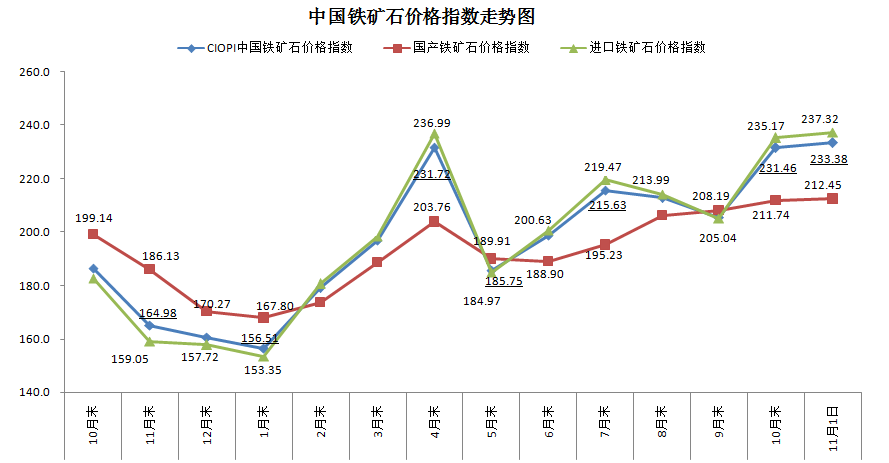 中国铁矿石价格指数走势图
CIOPI中国铁矿石价格指数 国产铁矿石价格指数 进口铁矿石价格指数
260.0
240.0
220.0
200.0
180.0
160.0
140.0
199.14
186.13
170.27
167.80
203.76
189.91
188.90
195.23
208.19
211.74
212.45
164.98
156.51
231.72
185.75
215.63
231.46
233.38
159.05
157.72
153.35
236.99
184.97
200.63
219.47
213.99
205.04
235.17
237.32
10月末
11月末
12月末
1月末
2月末
3月末
4月末
5月末
6月末
7月末
8月末
9月末
10月末
11月1日